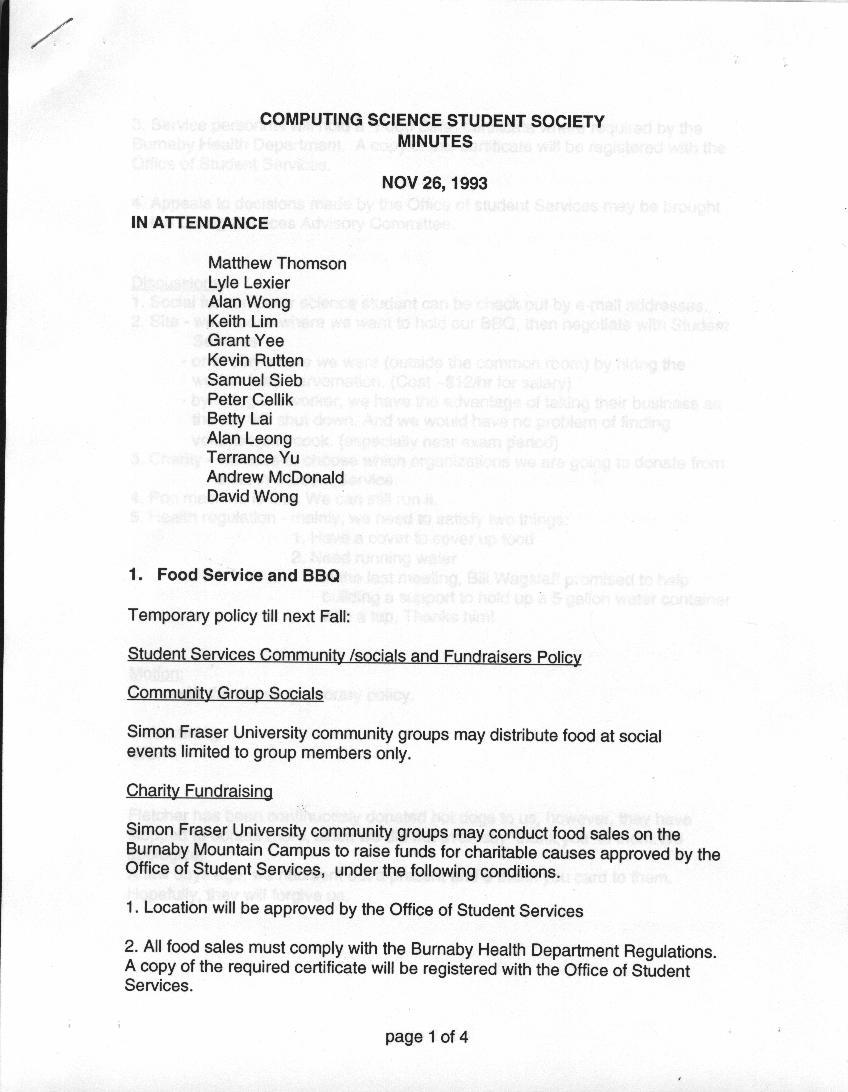 COMPUTING SCIENCE STUDENT SOCIETY
MINUTES
NOV 26, 1993
IN ATTENDANCE
Matthew Thomson
Lyle Lexier
Alan Wong
Keith Lim
Grant Yee
Kevin Rutten
Samuel Sieb
Peter Cellik
Betty Lai
Alan Leong
Terrance Yu
Andrew McDonald
David Wong
1. Food Service and BBQ
Temporary policy till next Fall:
Student Services Community /socials and Fundraisers Policy
Community Group Socials
Simon Fraser University community groups may distribute food at social
events limited to group members only.
Charity Fundraising
Simon Fraser University community groups may conduct food sales on the
Burnaby Mountain Campus to raise funds for charitable causes approved by the
Office of Student Services, under the following conditions.
1. Location will be approved by the Office of Student Services
2. All food sales must comply with the Burnaby Health Department Regulations.
A copy of the required certificate will be registered with the Office of Student
Services.
page 1 of 4